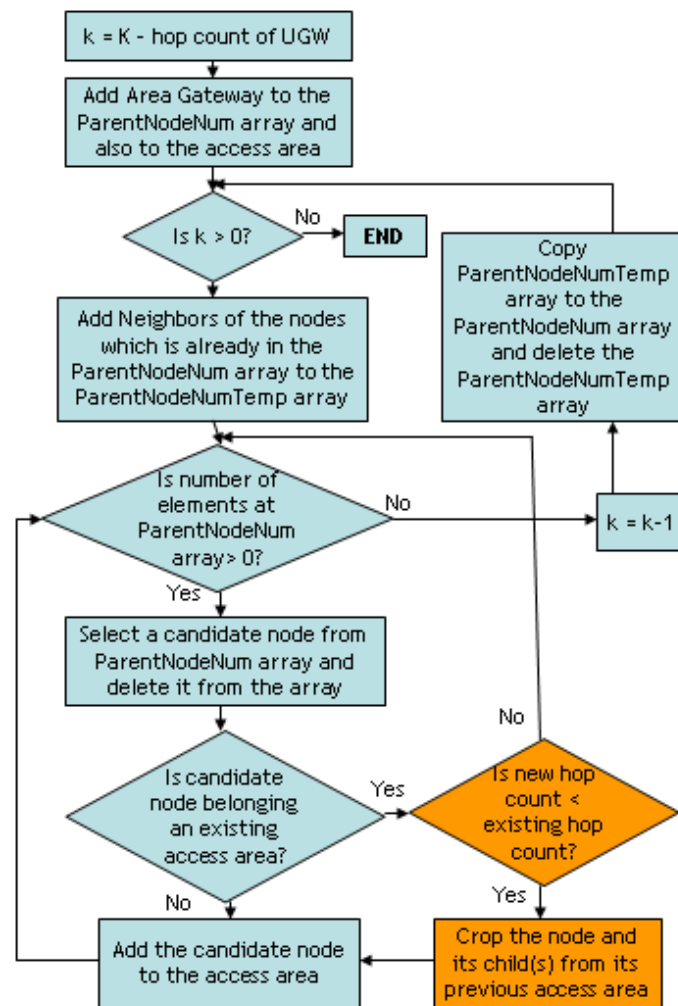 k = K - hop count of UGW
Add Area Gateway to the
ParentNodeNum array and
also to the access area
Is k > 0?
No
END
Copy
ParentNodeNumTemp
array to the
ParentNodeNum array
and delete the
ParentNodeNumTemp
array
Add Neighbors of the nodes
which is already in the
ParentNodeNum array to the
ParentNodeNumTemp array
Is number of
elements at
ParentNodeNum
array> 0?
No
k = k-1
Yes
Select a candidate node from
ParentNodeNum array and
delete it from the array
No
Is candidate
node belonging
an existing
access area?
Yes
Is new hop
count <
existing hop
count?
No
Yes
Add the candidate node
to the access area
Crop the node and
its child(s) from its
previous access area